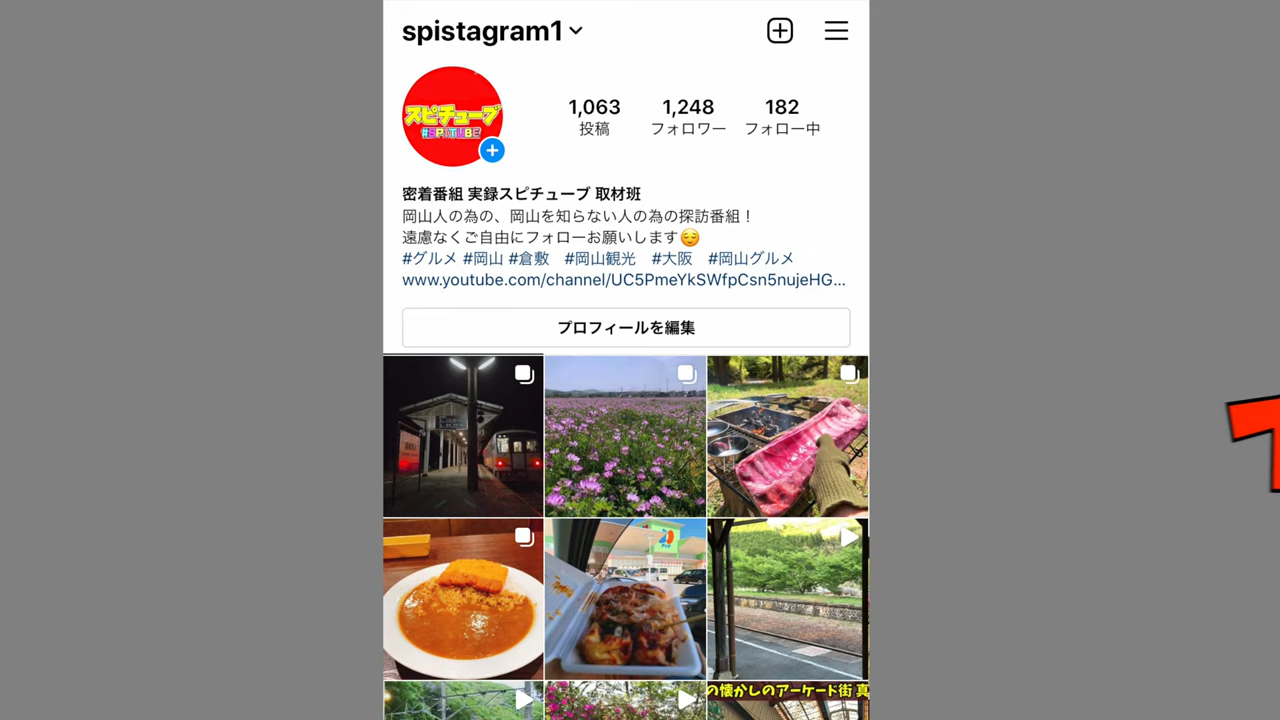 spistagram1
スピチューブ
#SPITUBE
1,063
投稿
1,248
フォロワー
182
フォロー中
密着番組 実録スピチューブ 取材班
岡山人の為の、岡山を知らない人の為の探訪番組！
遠慮なくご自由にフォローお願いします😌
#グルメ #岡山 #倉敷　#岡山観光　#大阪　#岡山グルメ
www.youtube.com/channel/UC5PmeYkSWfpCsn5nujeHG...
プロフィールを編集
の懐かしのアーケード街 真